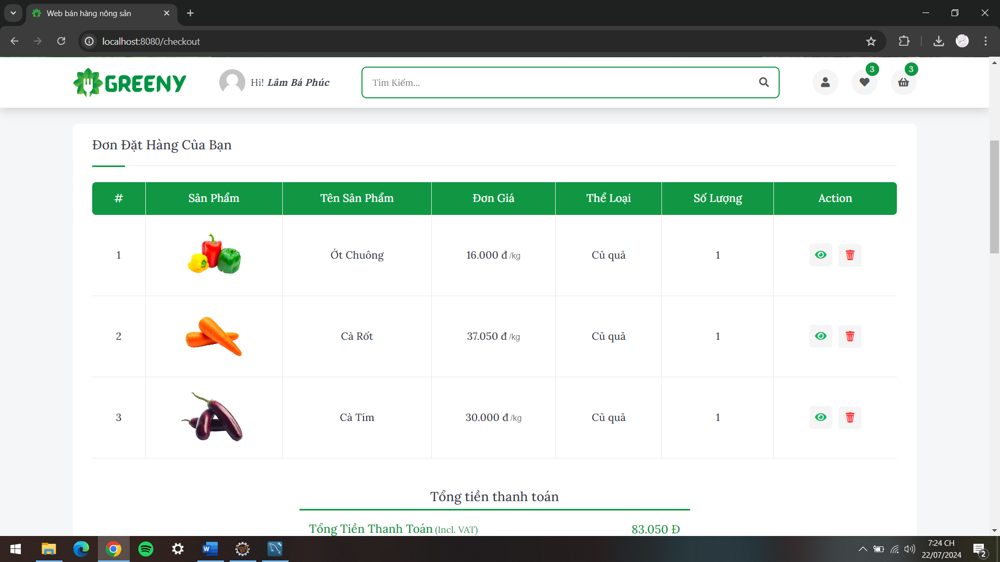 Web bán hàng nông sản
localhost:8080/checkout
GREENY
Hi! Lâm Bá Phúc
Tìm Kiếm...
3
3
Đơn Đặt Hàng Của Bạn
# Sản Phẩm Tên Sản Phẩm Đơn Giá Thể Loại Số Lượng Action
1 Ớt Chuông 16.000 đ /kg Củ quả 1
2 Cà Rốt 37.050 đ /kg Củ quả 1
3 Cà Tím 30.000 đ /kg Củ quả 1
Tổng tiền thanh toán
Tổng Tiền Thanh Toán (Incl. VAT) 83.050 Đ
7:24 CH
22/07/2024
2